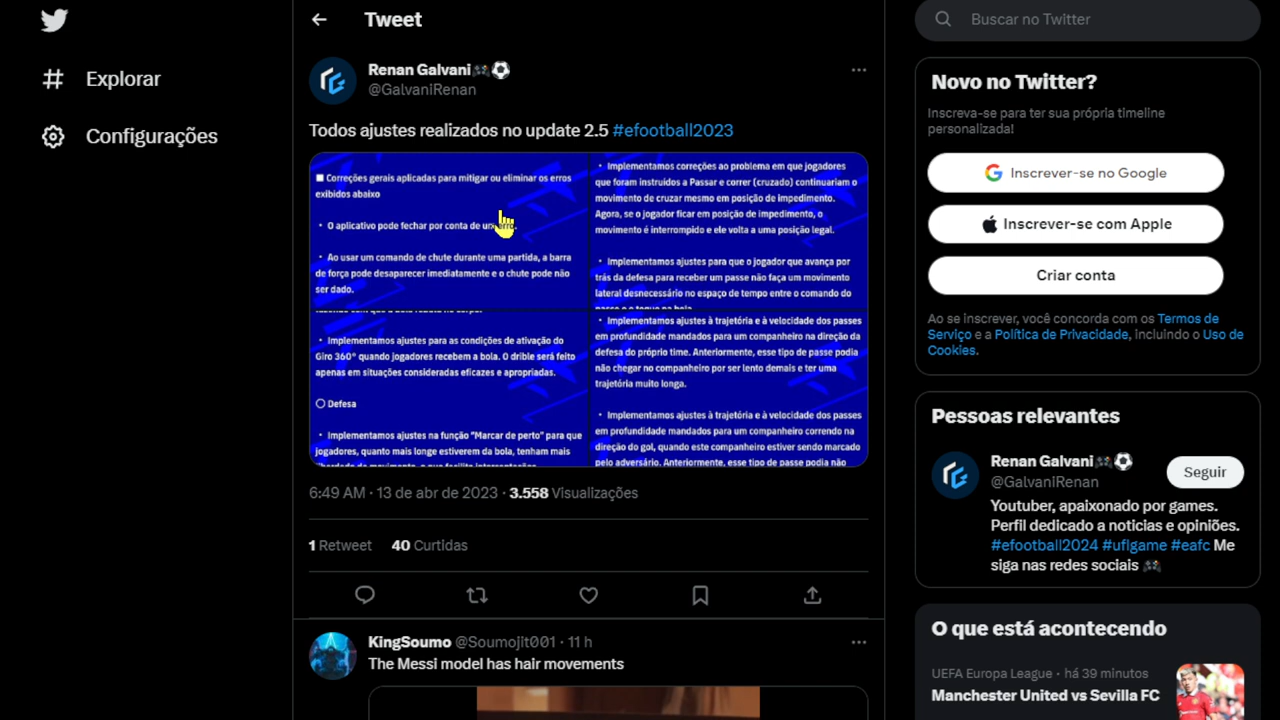 Explorar
Configurações
Tweet
Renan Galvani
@GalvaniRenan
Todos ajustes realizados no update 2.5 #efootball2023
Correções gerais aplicadas para mitigar ou eliminar os erros
exibidos abaixo
• O aplicativo pode fechar por conta de um erro.
• Ao usar um comando de chute durante uma partida, a barra
de força pode desaparecer imediatamente e o chute pode não
ser dado.
• Implementamos correções ao problema em que jogadores
que foram instruídos a Passar e correr (cruzado) continuariam o
movimento de cruzar mesmo em posição de impedimento.
Agora, se o jogador ficar em posição de impedimento, o
movimento é interrompido e ele volta a uma posição legal.
• Implementamos ajustes para que o jogador que avança por
trás da defesa para receber um passe não faça um movimento
lateral desnecessário no espaço de tempo entre o comando do
passe e o toque na bola.
• Implementamos ajustes para as condições de ativação do
Giro 360° quando jogadores recebem a bola. O drible será feito
apenas em situações consideradas eficazes e apropriadas.
Defesa
• Implementamos ajustes na função "Marcar de perto" para que
jogadores, quanto mais longe estiverem da bola, tenham mais
• Implementamos ajustes à trajetória e à velocidade dos passes
em profundidade mandados para um companheiro na direção da
defesa do próprio time. Anteriormente, esse tipo de passe podia
não chegar no companheiro por ser lento demais e ter uma
trajetória muito longa.
• Implementamos ajustes à trajetória e à velocidade dos passes
em profundidade mandados para um companheiro correndo na
direção do gol, quando este companheiro estiver sendo marcado
pelo adversário. Anteriormente, esse tipo de passe podia não
6:49 AM · 13 de abr de 2023 · 3.558 Visualizações
1 Retweet 40 Curtidas
KingSoumo @Soumojit001 · 11 h
The Messi model has hair movements
Buscar no Twitter
Novo no Twitter?
Inscreva-se para ter sua própria timeline
personalizada!
Inscrever-se no Google
Inscrever-se com Apple
Criar conta
Ao se inscrever, você concorda com os Termos de
Serviço e a Política de Privacidade, incluindo o Uso de
Cookies.
Pessoas relevantes
Renan Galvani
@GalvaniRenan
Seguir
Youtuber, apaixonado por games.
Perfil dedicado a noticias e opiniões.
#efootball2024 #uflgame #eafc Me
siga nas redes sociais
O que está acontecendo
UEFA Europa League · há 39 minutos
Manchester United vs Sevilla FC